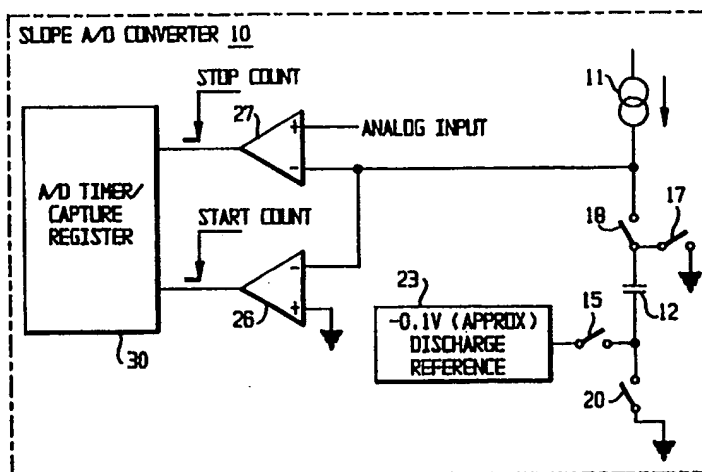 SLOPE A/D CONVERTER 10
STOP COUNT
27
+
ANALOG INPUT
-
11
A/D TIMER/
CAPTURE
REGISTER
START COUNT
-
+
26
30
18
17
12
23
-0.1V (APPROX)
DISCHARGE
REFERENCE
15
20